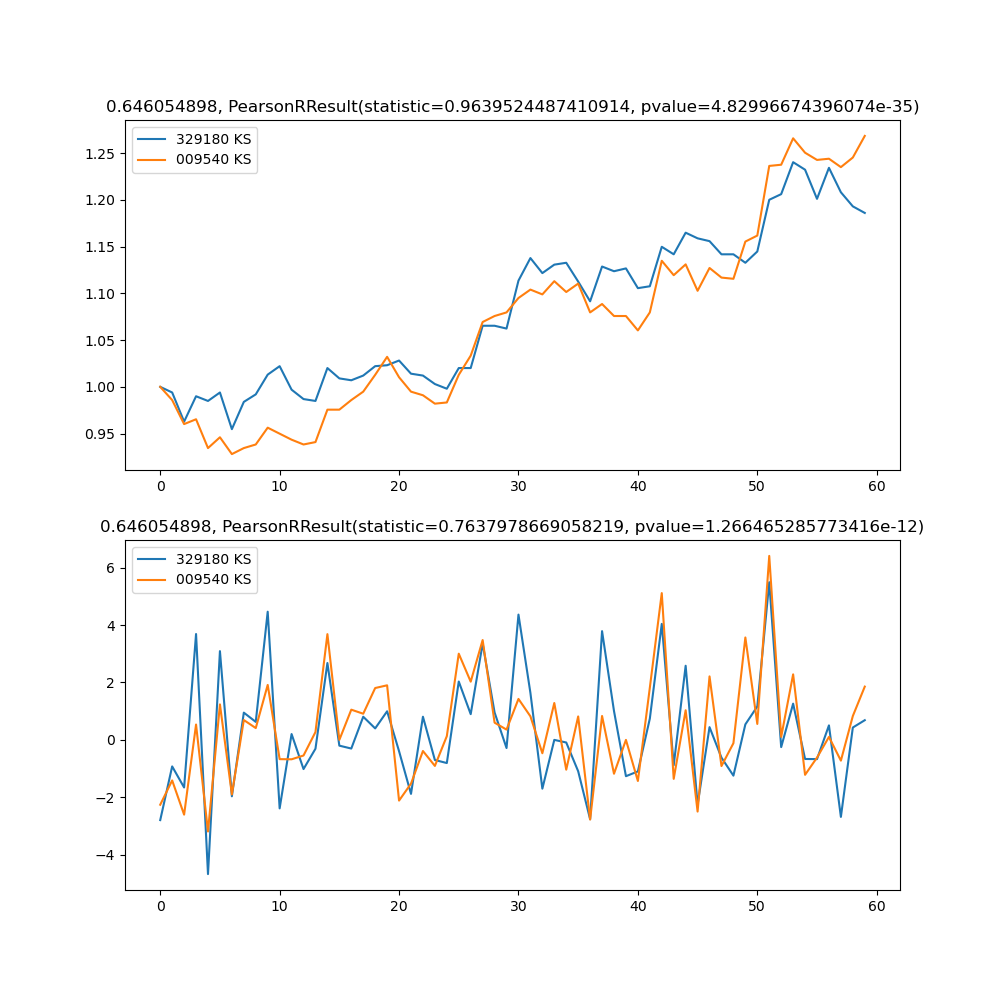 0.646054898, PearsonRResult(statistic=0.9639524487410914, pvalue=4.82996674396074e-35)
329180 KS
009540 KS
1.25
1.20
1.15
1.10
1.05
1.00
0.95
0 10 20 30 40 50 60
0.646054898, PearsonRResult(statistic=0.7637978669058219, pvalue=1.266465285773416e-12)
329180 KS
009540 KS
6
4
2
0
−2
−4
0 10 20 30 40 50 60